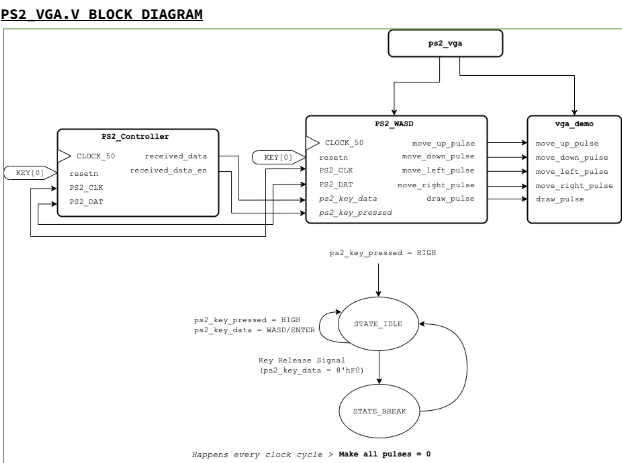 PS2_VGA.V BLOCK DIAGRAM
ps2_vga
PS2_Controller
CLOCK_50
received_data
KEY[0]
resetn
received_data_en
PS2_CLK
PS2_DAT
PS2_WASD
CLOCK_50
move_up_pulse
KEY[0]
resetn
move_down_pulse
PS2_CLK
move_left_pulse
PS2_DAT
move_right_pulse
ps2_key_data
draw_pulse
ps2_key_pressed
vga_demo
move_up_pulse
move_down_pulse
move_left_pulse
move_right_pulse
draw_pulse
ps2_key_pressed = HIGH
ps2_key_pressed = HIGH
ps2_key_data = WASD/ENTER
STATE_IDLE
Key Release Signal
(ps2_key_data = 8'hF0)
STATE_BREAK
Happens every clock cycle > Make all pulses = 0